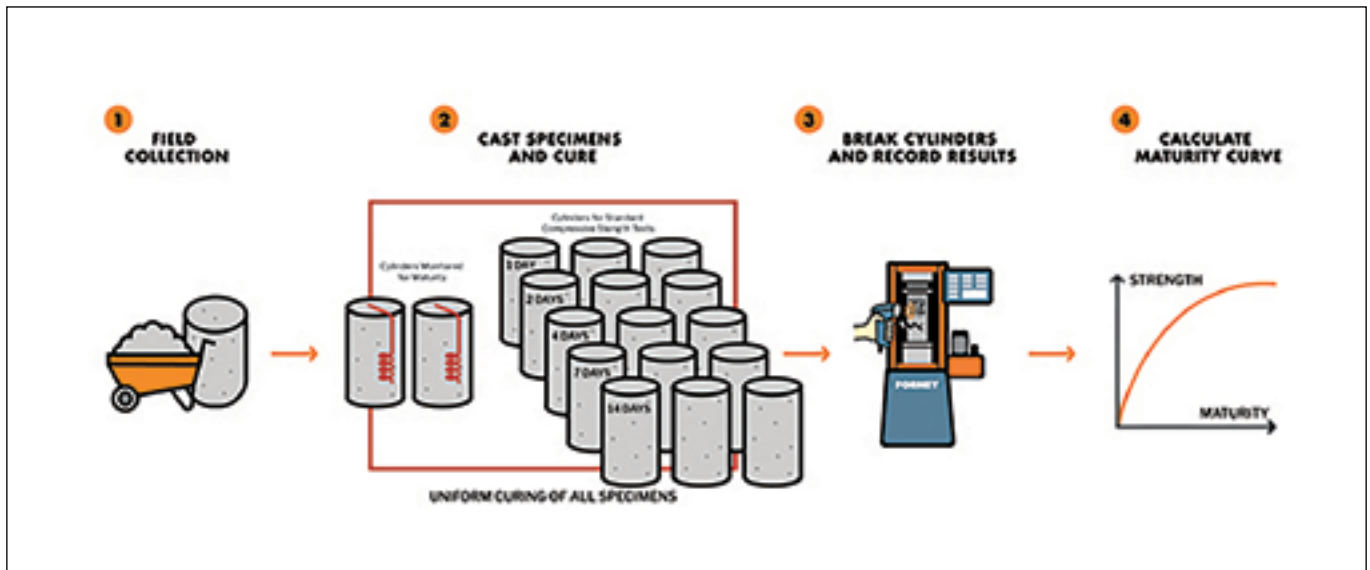 1
FIELD
COLLECTION
2
CAST SPECIMENS
AND CURE
Cylinders Monitored
for Maturity
Cylinders for Standard
Compressive Strength Tests
1 DAY
2 DAYS
4 DAYS
7 DAYS
14 DAYS
UNIFORM CURING OF ALL SPECIMENS
3
BREAK CYLINDERS
AND RECORD RESULTS
FORNEY
4
CALCULATE
MATURITY CURVE
STRENGTH
MATURITY